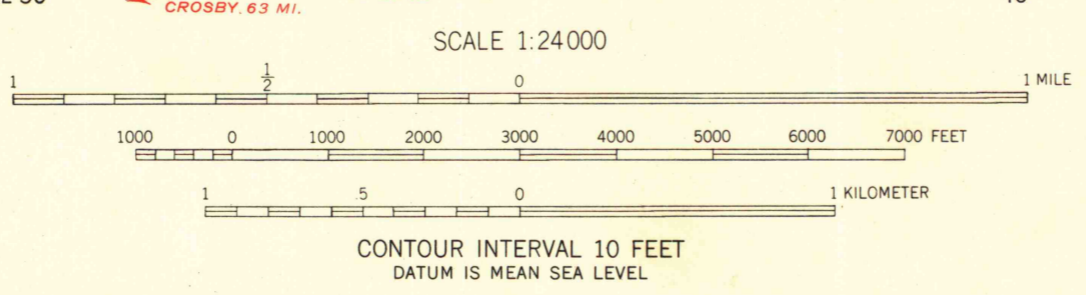 CROSBY. 63 MI.
SCALE 1:24000
1 1/2 0 1 MILE
1000 0 1000 2000 3000 4000 5000 6000 7000 FEET
1 .5 0 1 KILOMETER
CONTOUR INTERVAL 10 FEET
DATUM IS MEAN SEA LEVEL